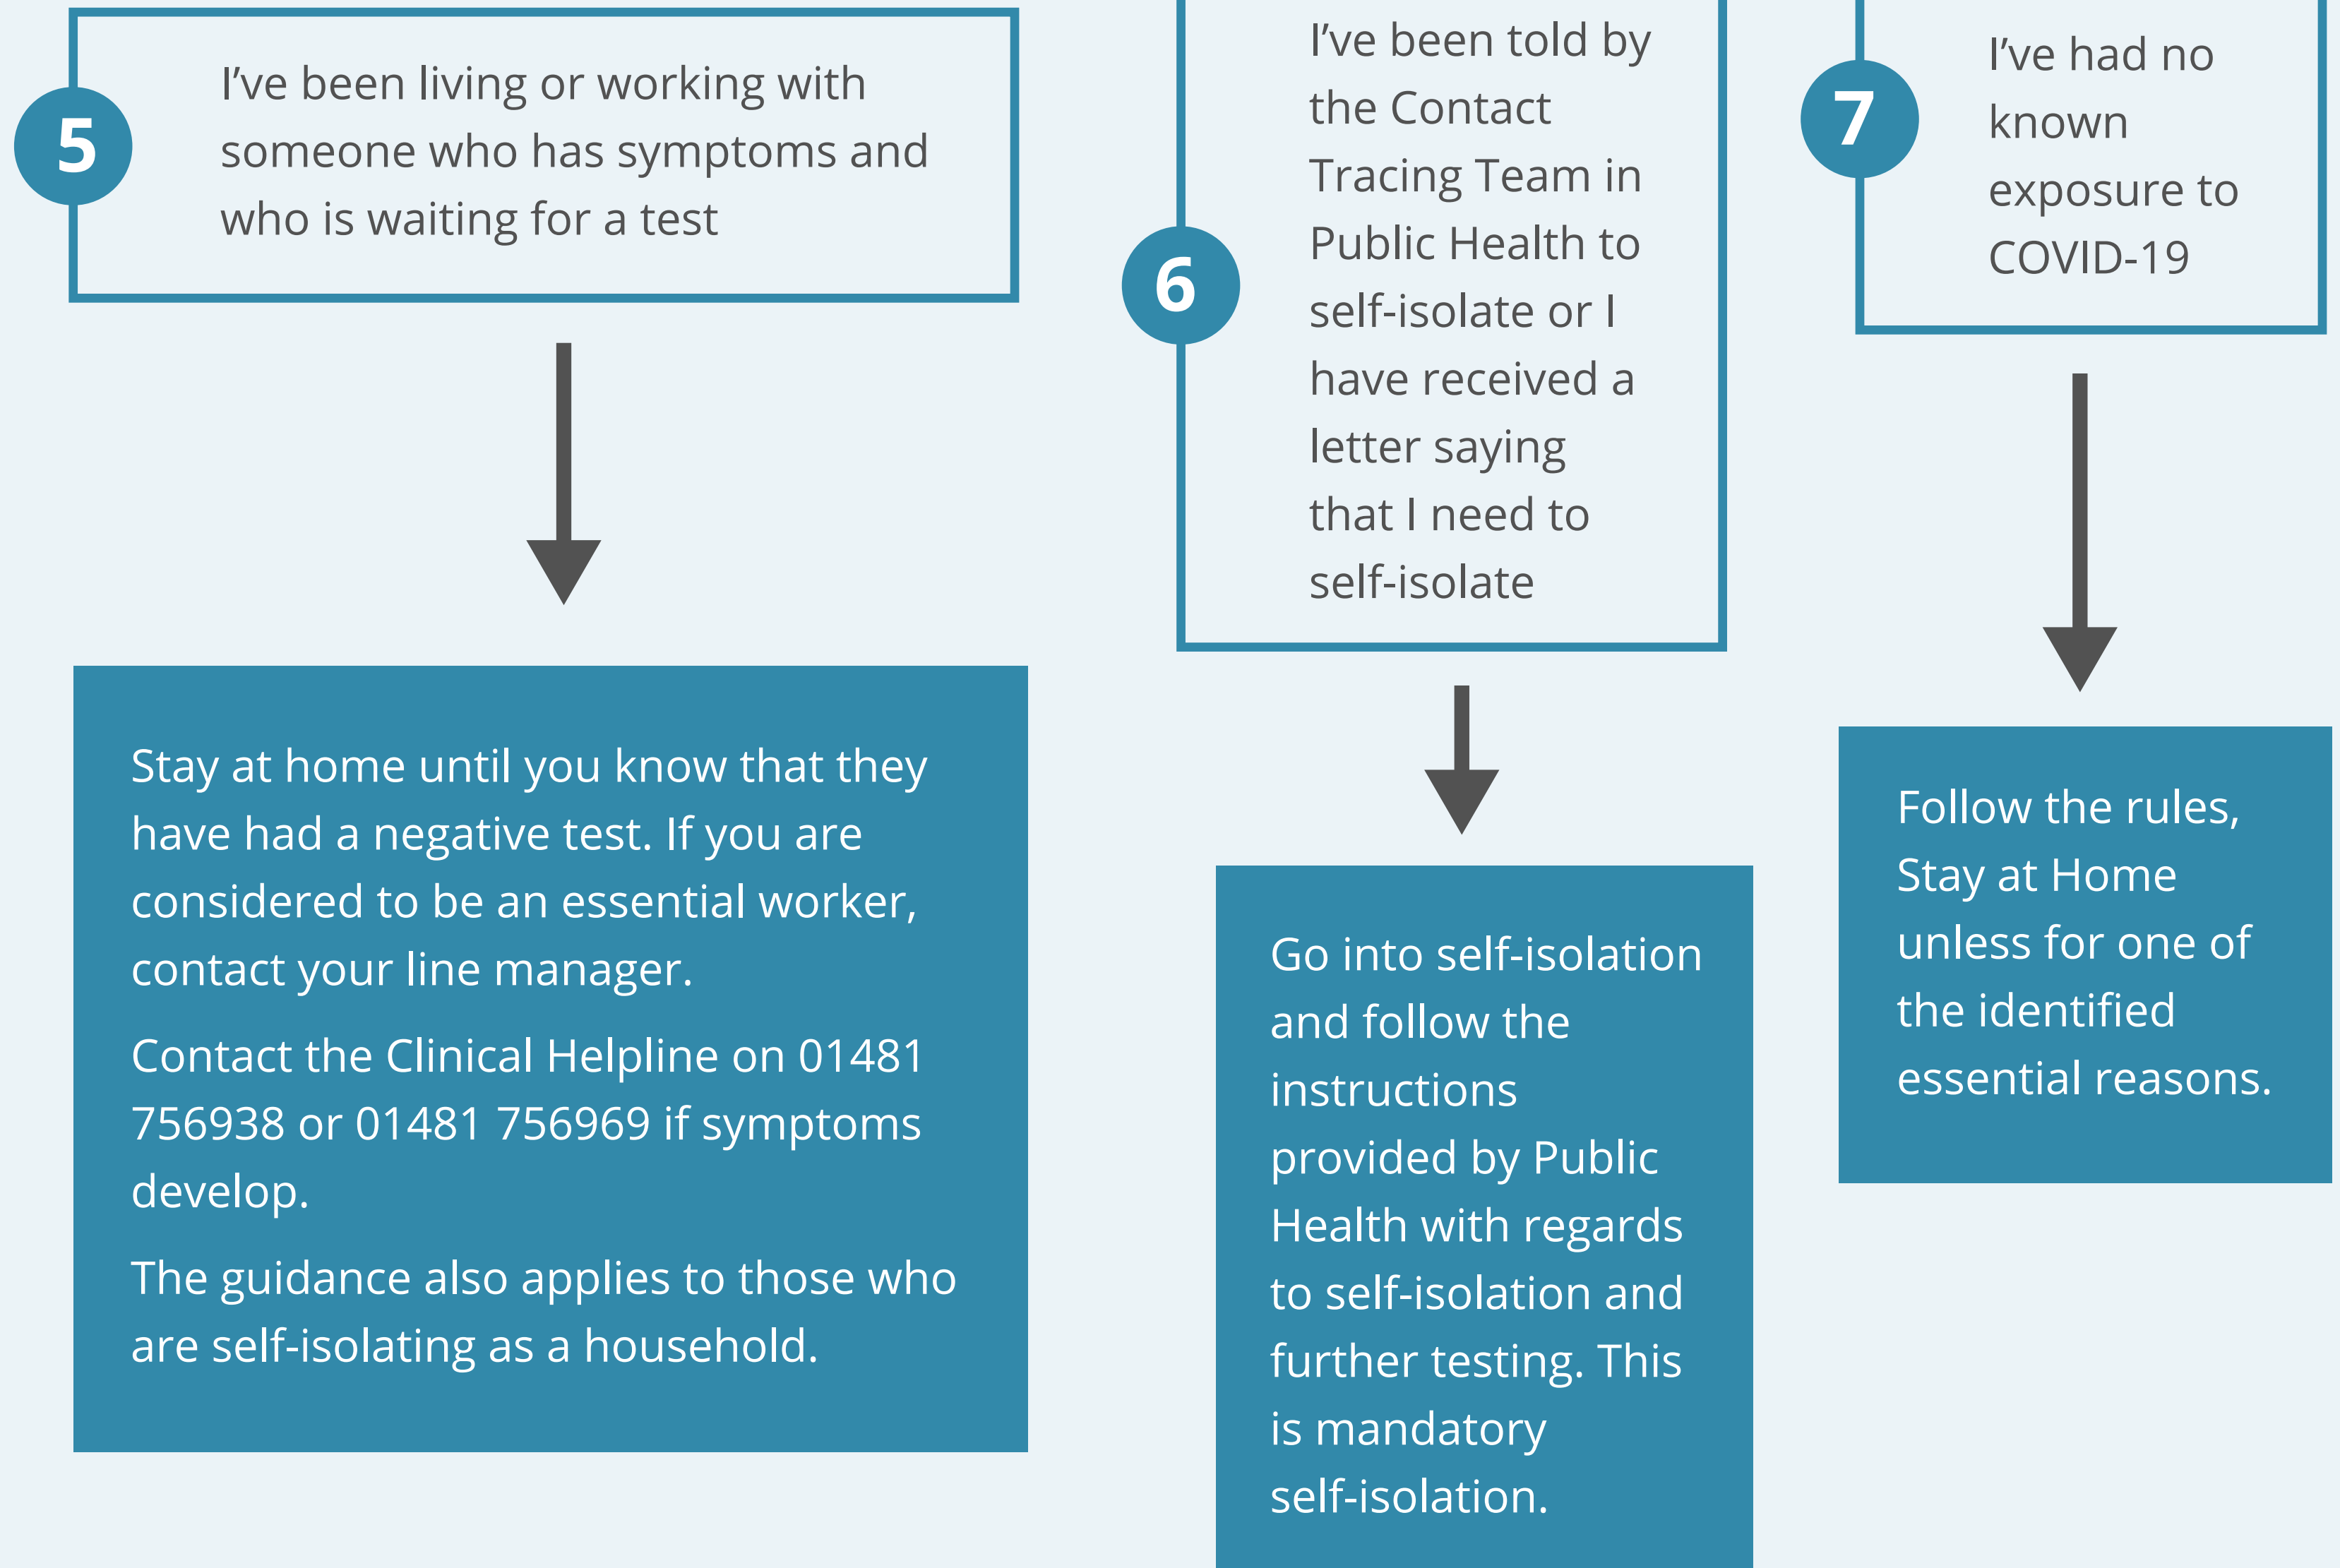 5
I’ve been living or working with
someone who has symptoms and
who is waiting for a test
Stay at home until you know that they
have had a negative test. If you are
considered to be an essential worker,
contact your line manager.
Contact the Clinical Helpline on 01481
756938 or 01481 756969 if symptoms
develop.
The guidance also applies to those who
are self-isolating as a household.
6
I’ve been told by
the Contact
Tracing Team in
Public Health to
self-isolate or I
have received a
letter saying
that I need to
self-isolate
Go into self-isolation
and follow the
instructions
provided by Public
Health with regards
to self-isolation and
further testing. This
is mandatory
self-isolation.
7
I’ve had no
known
exposure to
COVID-19
Follow the rules,
Stay at Home
unless for one of
the identified
essential reasons.